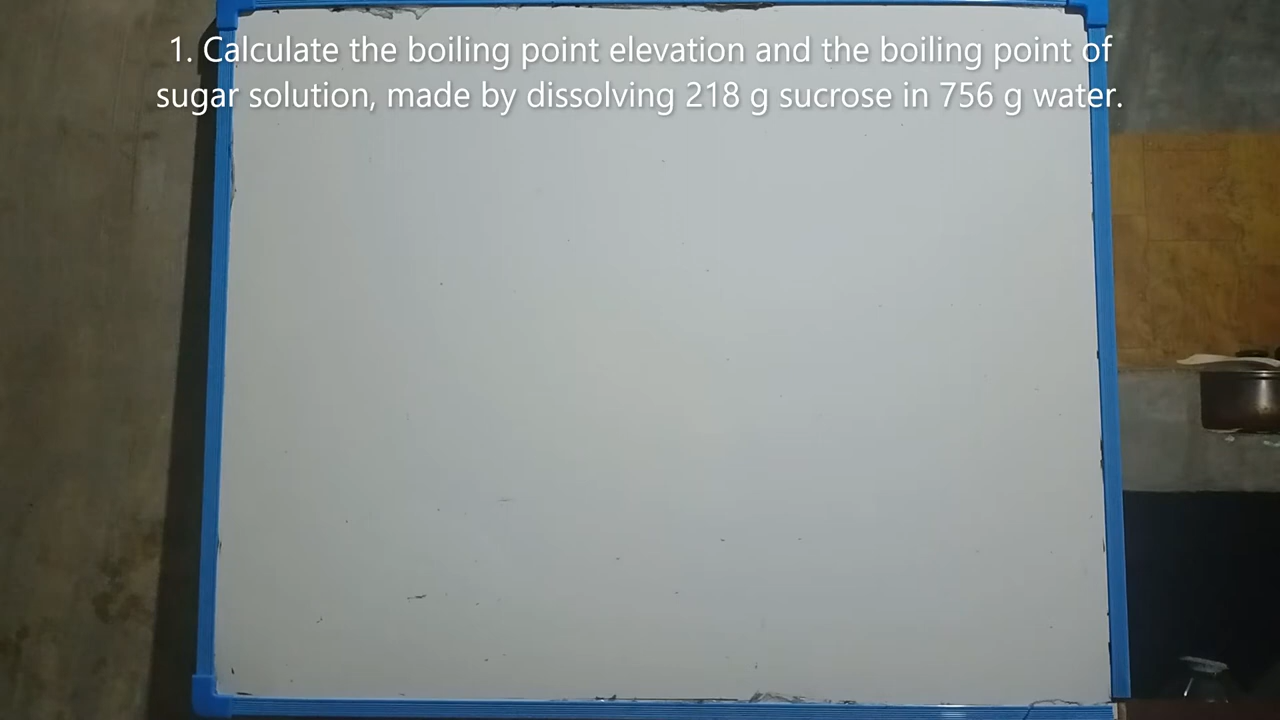 1. Calculate the boiling point elevation and the boiling point of
sugar solution, made by dissolving 218 g sucrose in 756 g water.